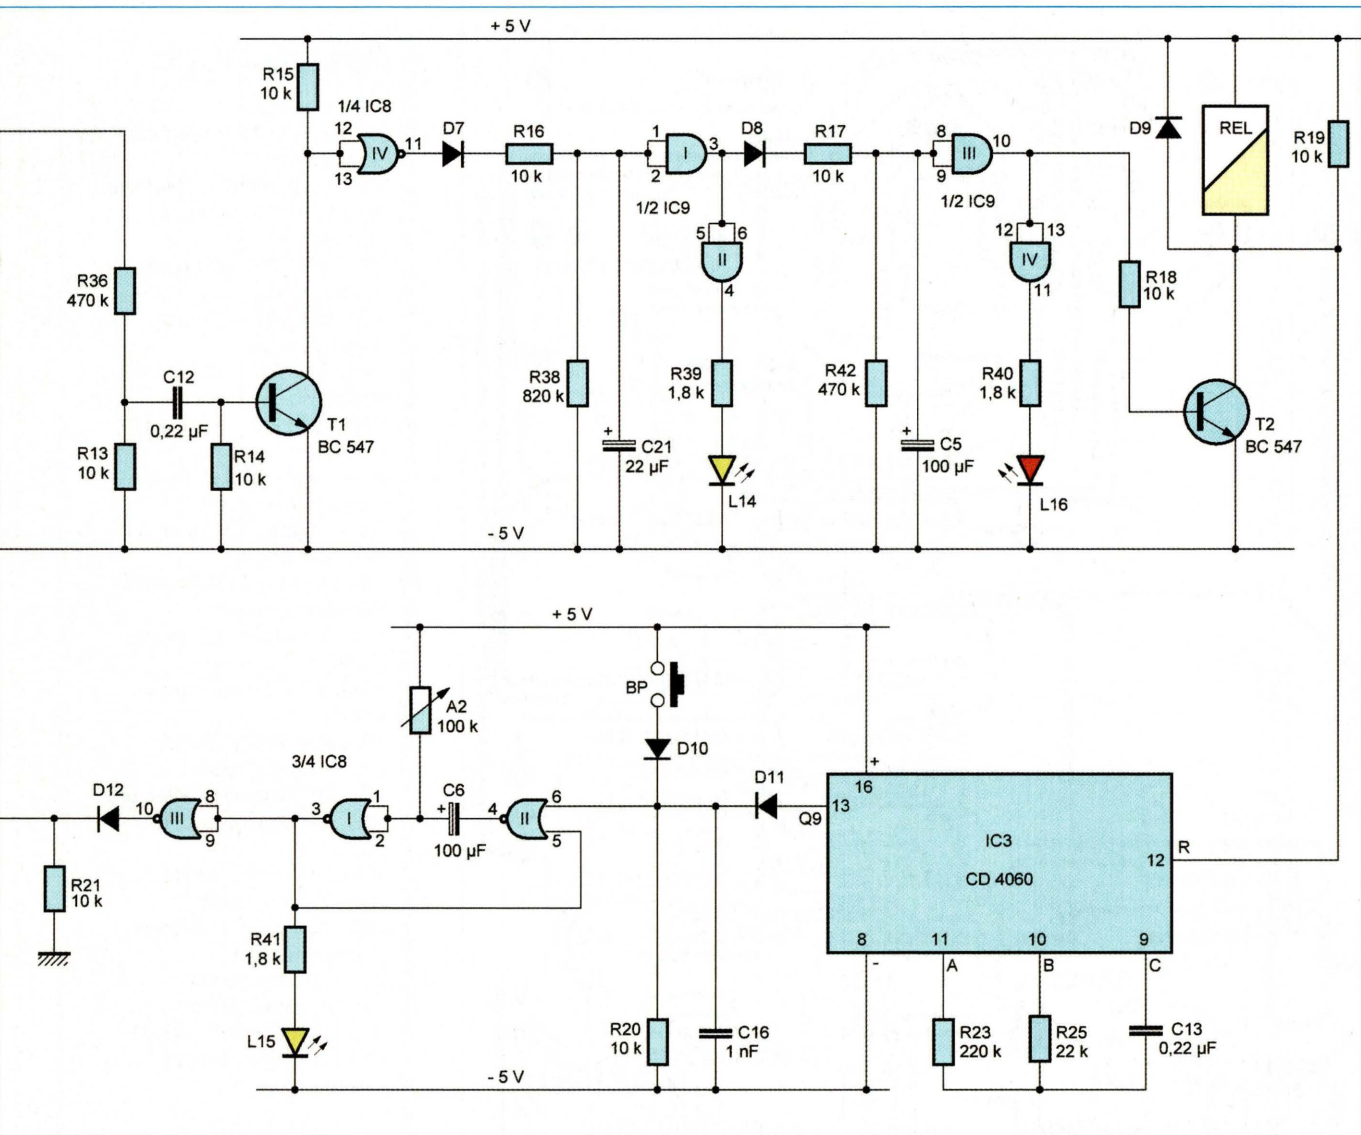 + 5 V
R15
10 k
1/4 IC8
12
13
IV
11
D7
R16
10 k
1
2
I
3
D8
R17
10 k
8
9
III
10
D9
REL
R19
10 k
1/2 IC9
5
6
II
4
1/2 IC9
12
13
IV
11
R36
470 k
R18
10 k
C12
0,22 µF
R13
10 k
R14
10 k
T1
BC 547
R38
820 k
+
C21
22 µF
R39
1,8 k
L14
R42
470 k
+
C5
100 µF
R40
1,8 k
L16
T2
BC 547
- 5 V
+ 5 V
BP
A2
100 k
D10
3/4 IC8
D12
10
III
8
9
3
I
1
2
+
C6
100 µF
4
II
6
5
D11
13
Q9
+
16
IC3
CD 4060
12
R
8
-
11
A
10
B
9
C
R21
10 k
R41
1,8 k
L15
R20
10 k
C16
1 nF
R23
220 k
R25
22 k
C13
0,22 µF
- 5 V